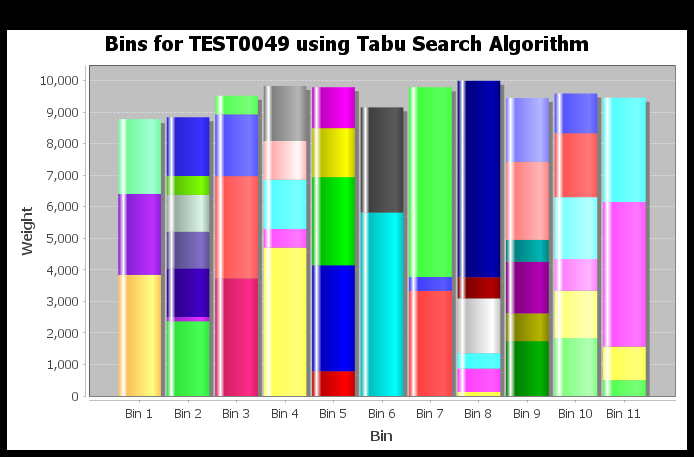 Bins for TEST0049 using Tabu Search Algorithm
10,000
9,000
8,000
7,000
6,000
5,000
4,000
3,000
2,000
1,000
0
Weight
Bin 1 Bin 2 Bin 3 Bin 4 Bin 5 Bin 6 Bin 7 Bin 8 Bin 9 Bin 10 Bin 11
Bin